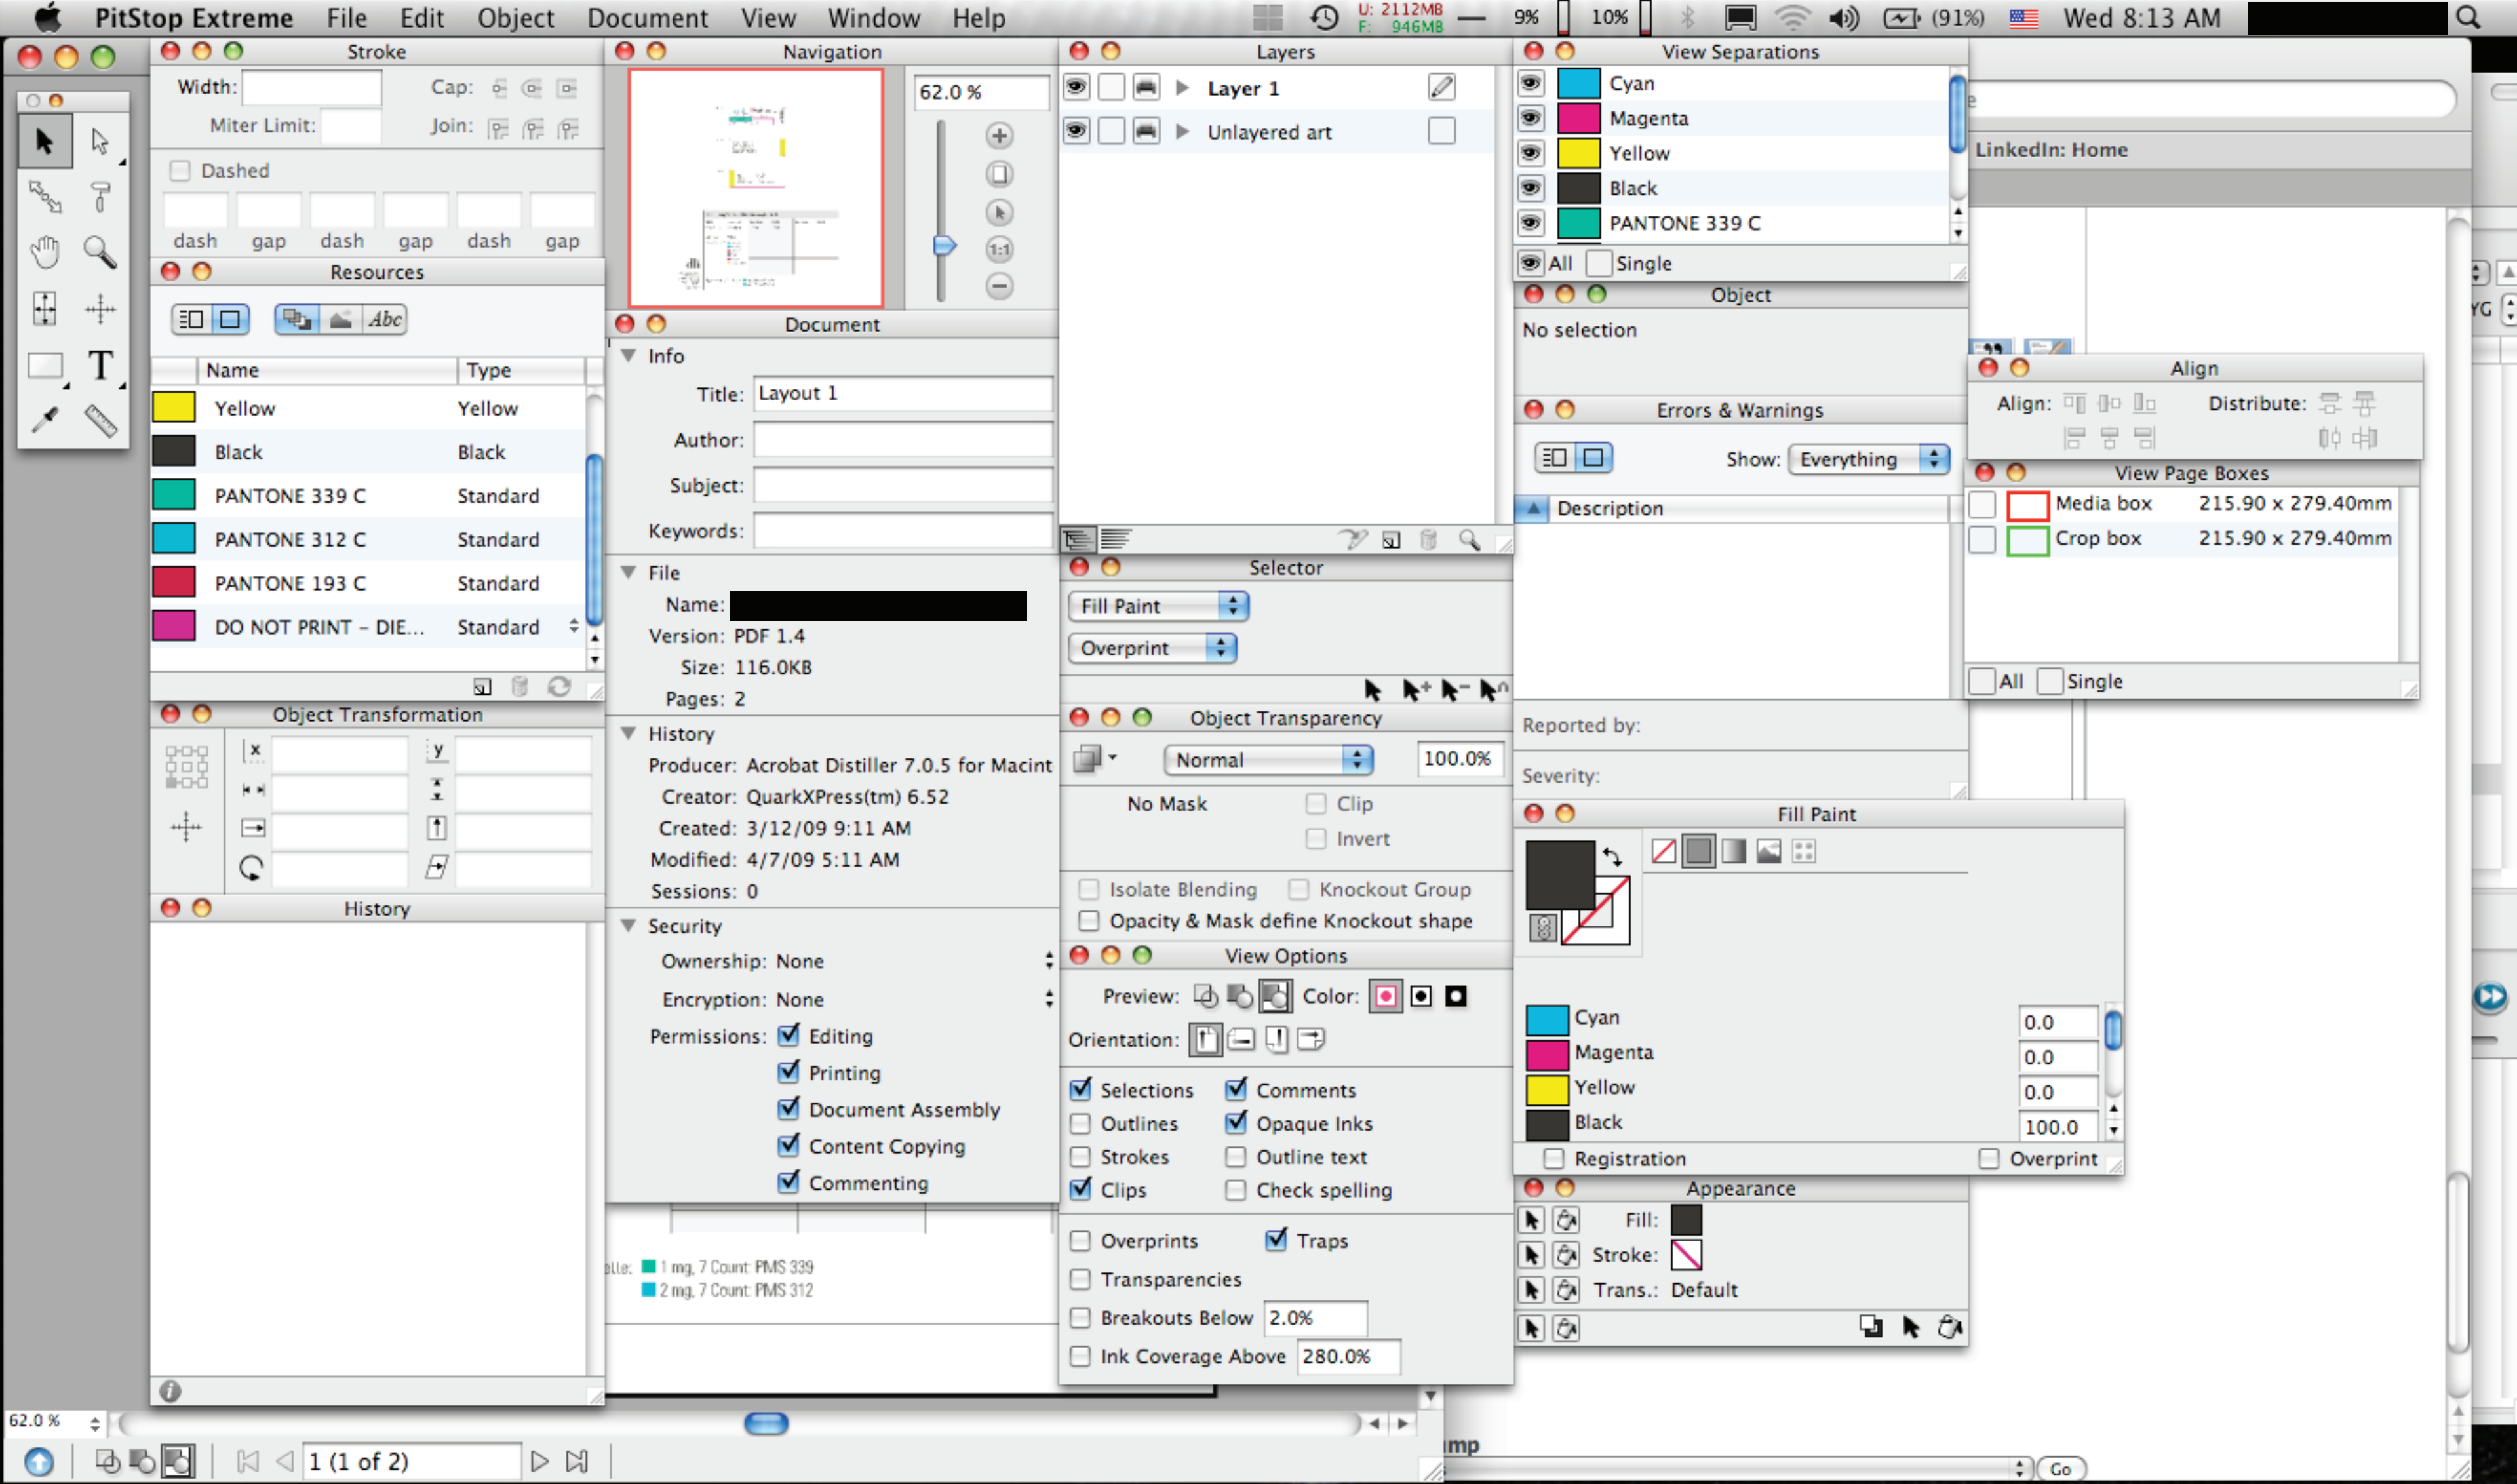 PitStop Extreme File Edit Object Document View Window Help U: 2112MB F: 946MB 9% 10% (91%) Wed 8:13 AM
Stroke
Width:
Cap:
Miter Limit:
Join:
Dashed
dash gap dash gap dash gap
Resources
Abc
Name Type
Yellow Yellow
Black Black
PANTONE 339 C Standard
PANTONE 312 C Standard
PANTONE 193 C Standard
DO NOT PRINT – DIE... Standard
Object Transformation
x y
History
Navigation
62.0 %
1:1
Document
Info
Title: Layout 1
Author:
Subject:
Keywords:
File
Name:
Version: PDF 1.4
Size: 116.0KB
Pages: 2
History
Producer: Acrobat Distiller 7.0.5 for Macint
Creator: QuarkXPress(tm) 6.52
Created: 3/12/09 9:11 AM
Modified: 4/7/09 5:11 AM
Sessions: 0
Security
Ownership: None
Encryption: None
Permissions: Editing
Printing
Document Assembly
Content Copying
Commenting
elle: 1 mg, 7 Count: PMS 339
2 mg, 7 Count: PMS 312
Layers
Layer 1
Unlayered art
Selector
Fill Paint
Overprint
Object Transparency
Normal 100.0%
No Mask Clip
Invert
Isolate Blending Knockout Group
Opacity & Mask define Knockout shape
View Options
Preview: Color:
Orientation:
Selections Comments
Outlines Opaque Inks
Strokes Outline text
Clips Check spelling
Overprints Traps
Transparencies
Breakouts Below 2.0%
Ink Coverage Above 280.0%
View Separations
Cyan
Magenta
Yellow
Black
PANTONE 339 C
All Single
Object
No selection
Errors & Warnings
Show: Everything
Description
Reported by:
Severity:
Fill Paint
Cyan 0.0
Magenta 0.0
Yellow 0.0
Black 100.0
Registration Overprint
Appearance
Fill:
Stroke:
Trans.: Default
e
LinkedIn: Home
YG
Align
Align: Distribute:
View Page Boxes
Media box 215.90 x 279.40mm
Crop box 215.90 x 279.40mm
All Single
62.0 %
1 (1 of 2)
mp
Go